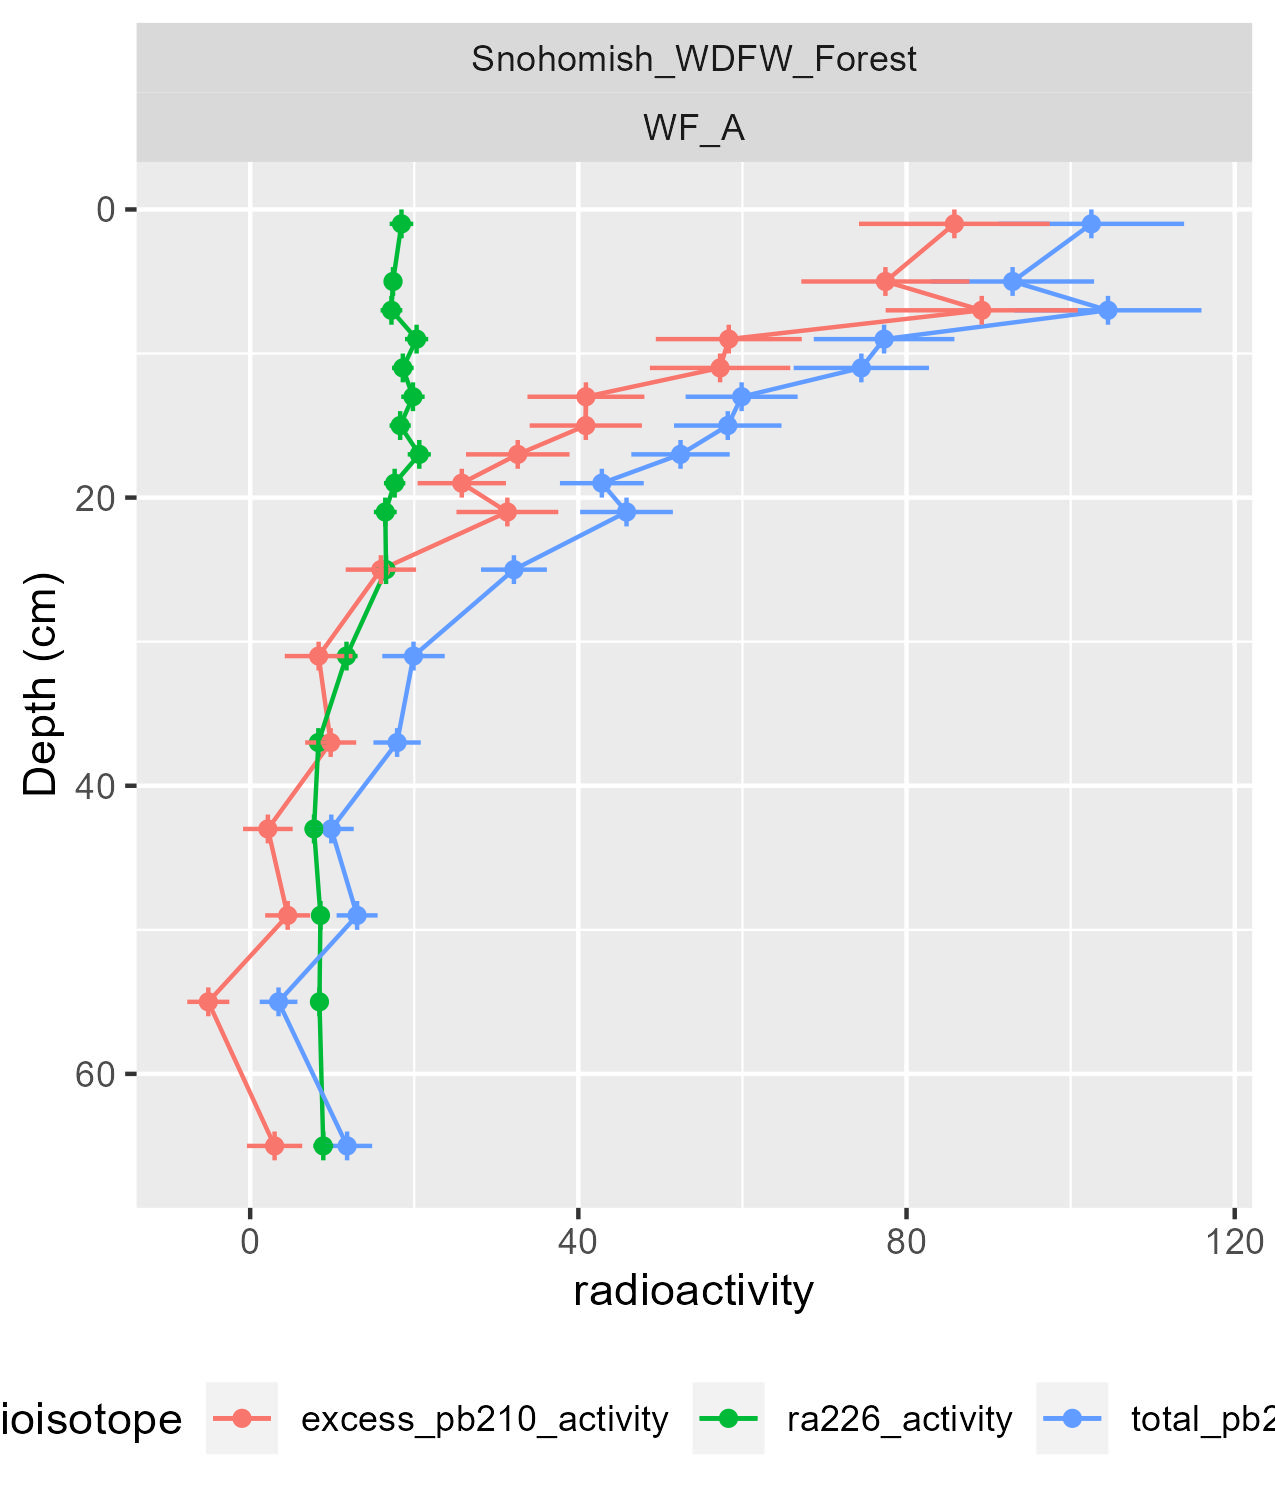 Snohomish_WDFW_Forest
WF_A
0
20
40
60
Depth (cm)
0 40 80 120
radioactivity
ioisotope excess_pb210_activity ra226_activity total_pb2